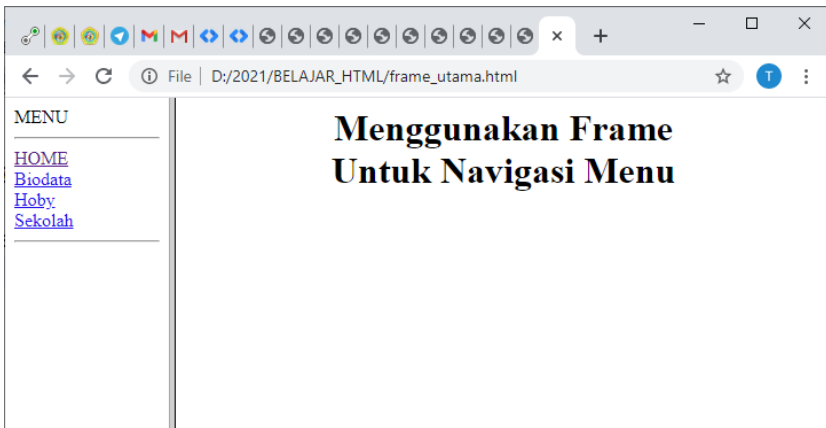 File D:/2021/BELAJAR_HTML/frame_utama.html
T
MENU
HOME
Biodata
Hoby
Sekolah
Menggunakan Frame
Untuk Navigasi Menu